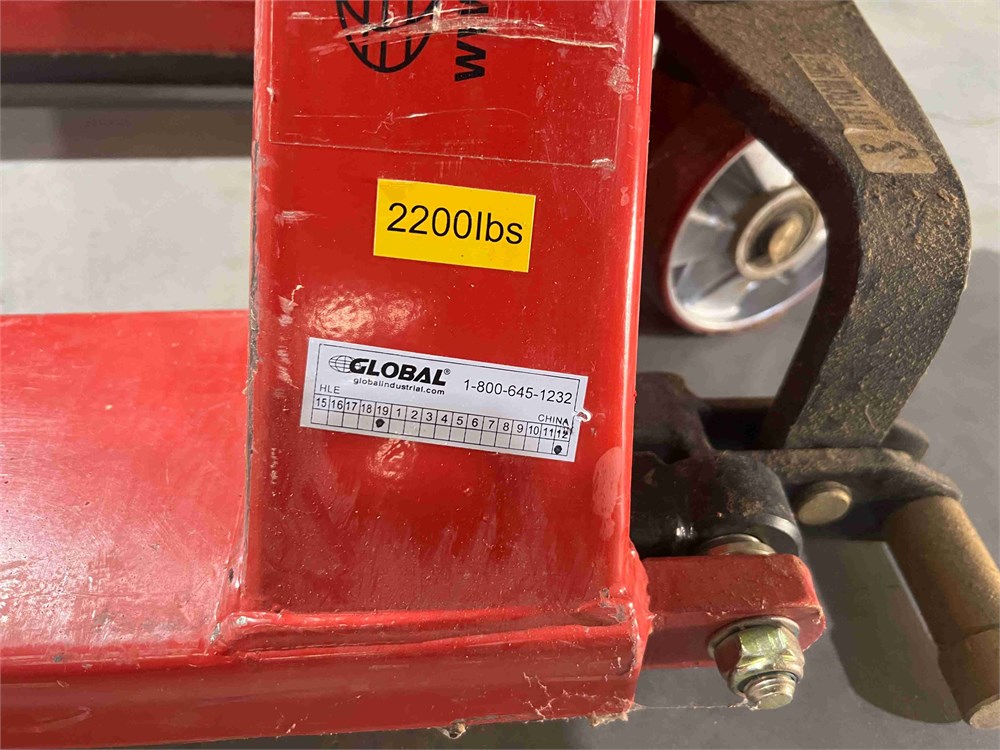 2200lbs
GLOBAL® 1-800-645-1232
globalindustrial.com
HLE CHINA
15 16 17 18 19 1 2 3 4 5 6 7 8 9 10 11 12